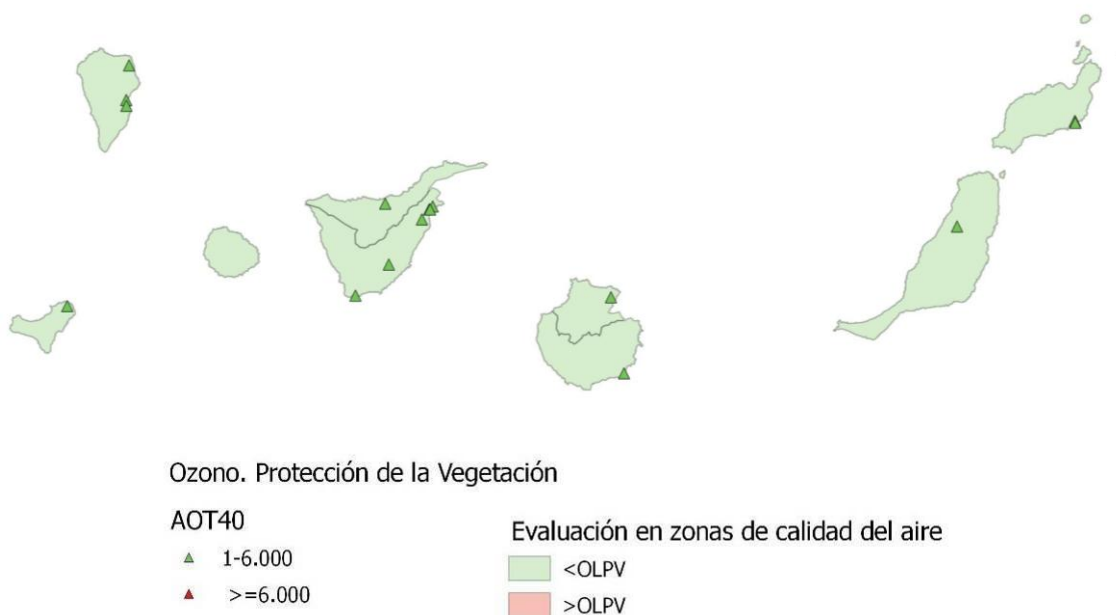 Ozono. Protección de la Vegetación
AOT40
1-6.000
>=6.000
Evaluación en zonas de calidad del aire
<OLPV
>OLPV